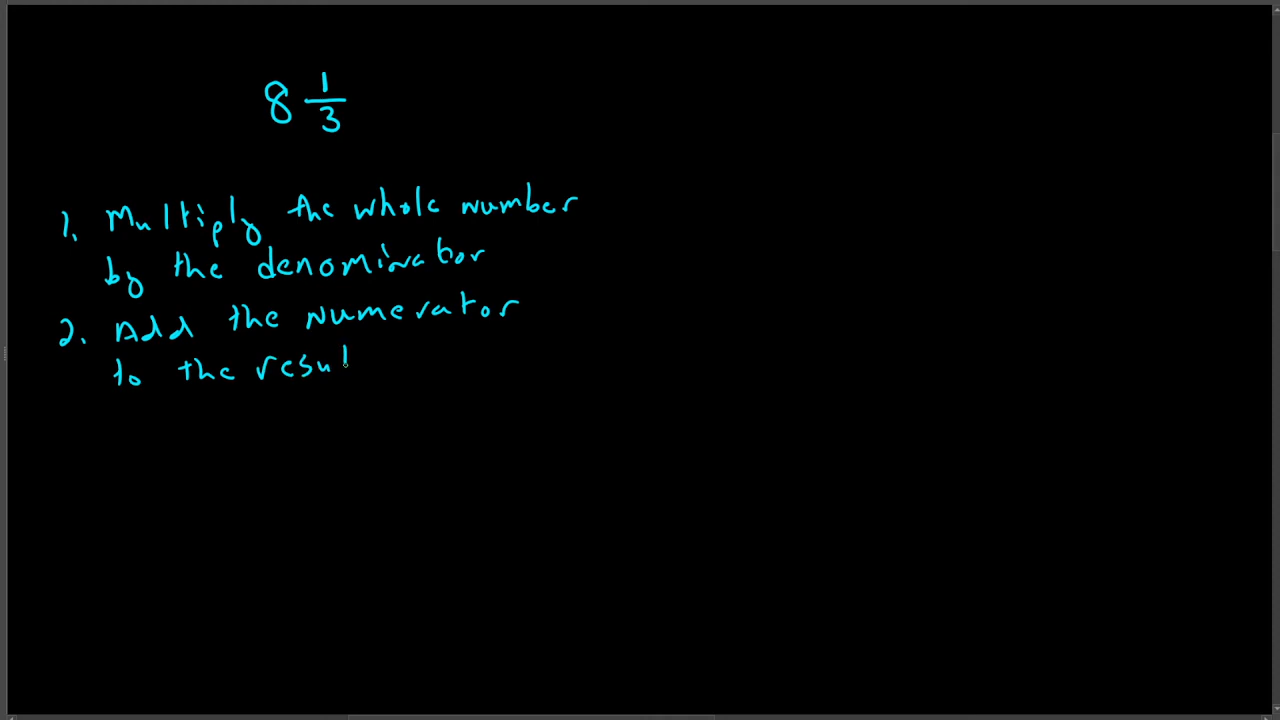 8 1/3
1. Multiply the whole number
by the denominator
2. Add the numerator
to the resul